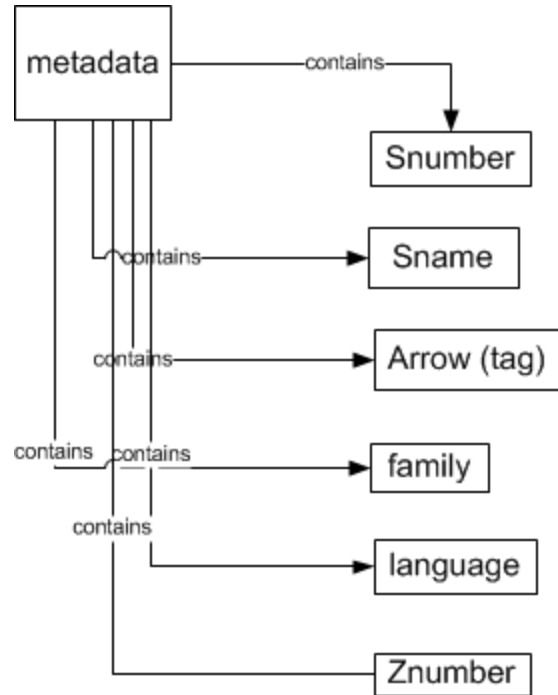 metadata
contains
Snumber
contains
Sname
contains
Arrow (tag)
contains
contains
family
contains
language
Znumber